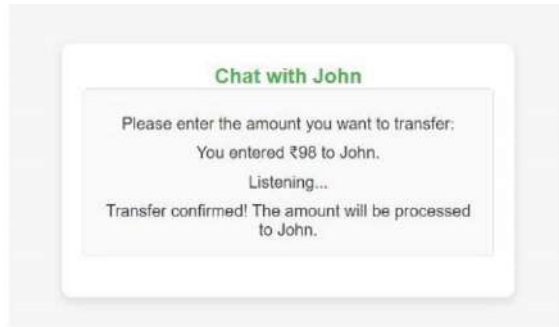 Chat with John
Please enter the amount you want to transfer:
You entered ₹98 to John.
Listening...
Transfer confirmed! The amount will be processed
to John.